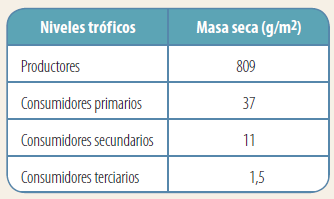 Niveles tróficos Masa seca (g/m2)
Productores 809
Consumidores primarios 37
Consumidores secundarios 11
Consumidores terciarios 1,5